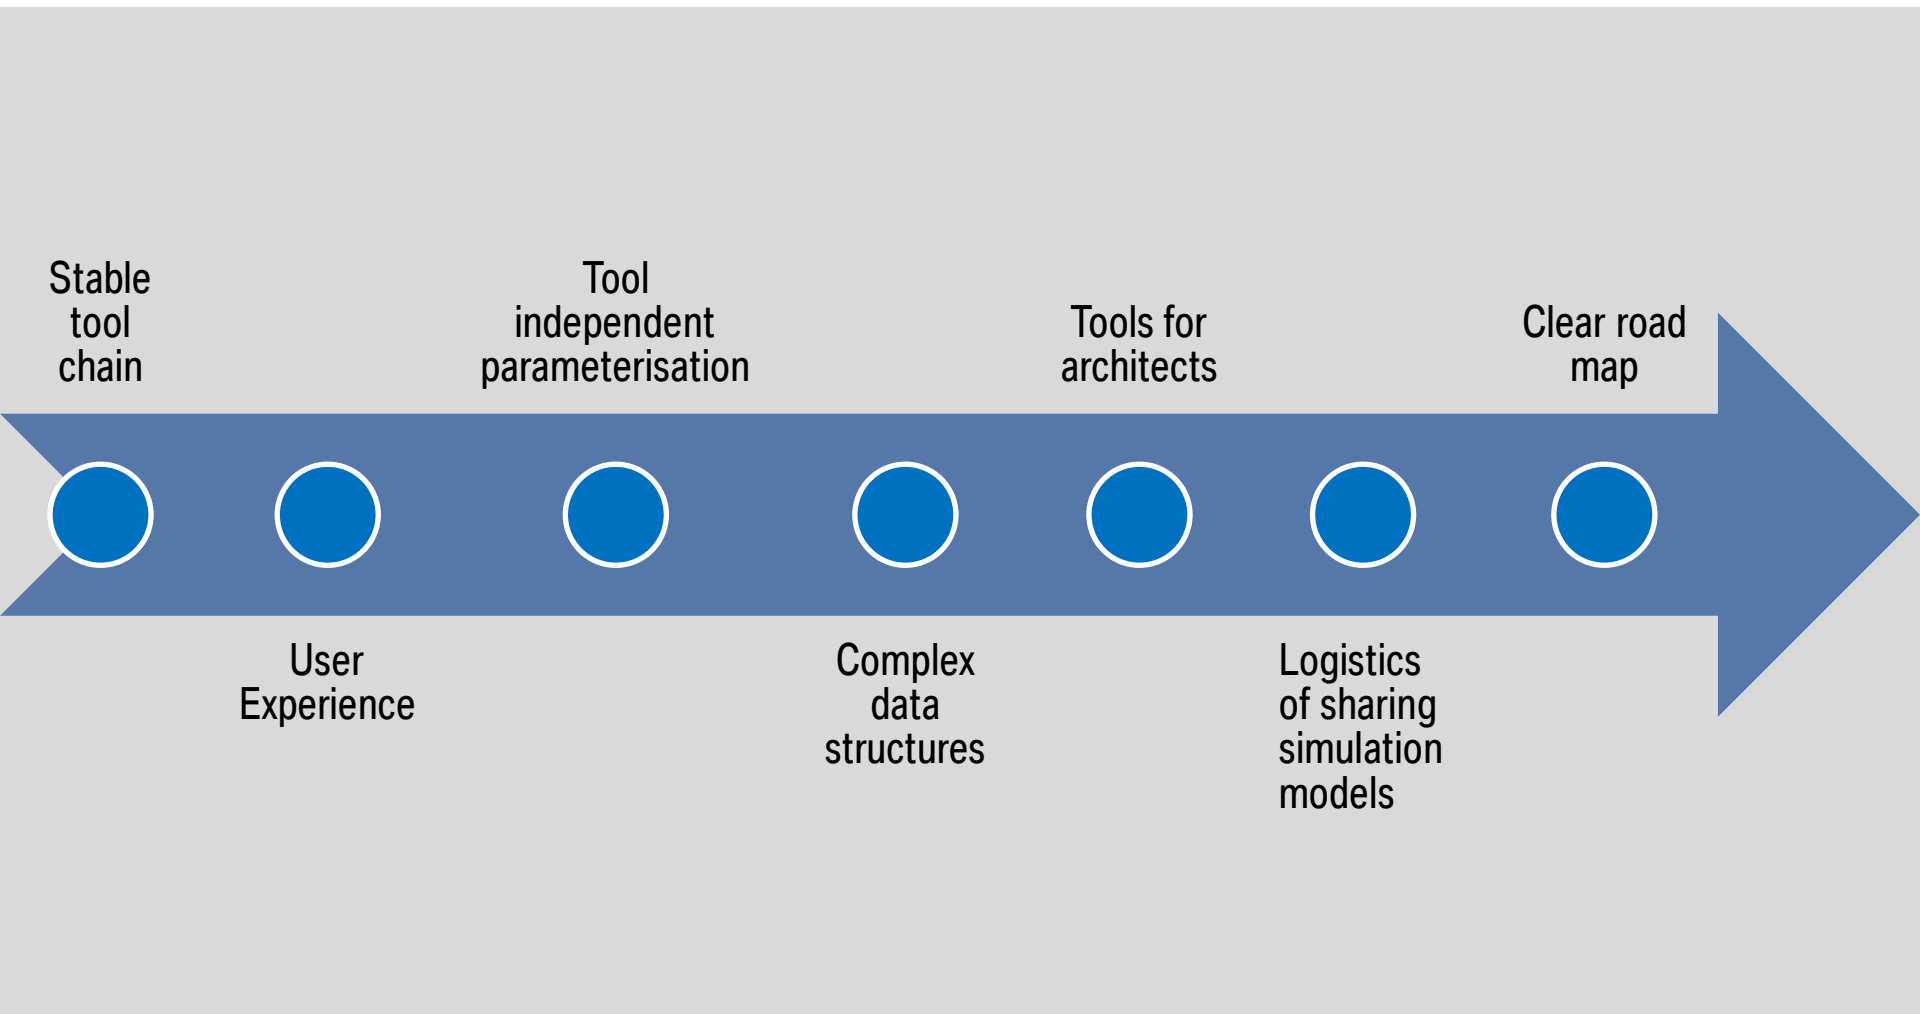 Stable
tool
chain
User
Experience
Tool
independent
parameterisation
Complex
data
structures
Tools for
architects
Logistics
of sharing
simulation
models
Clear road
map